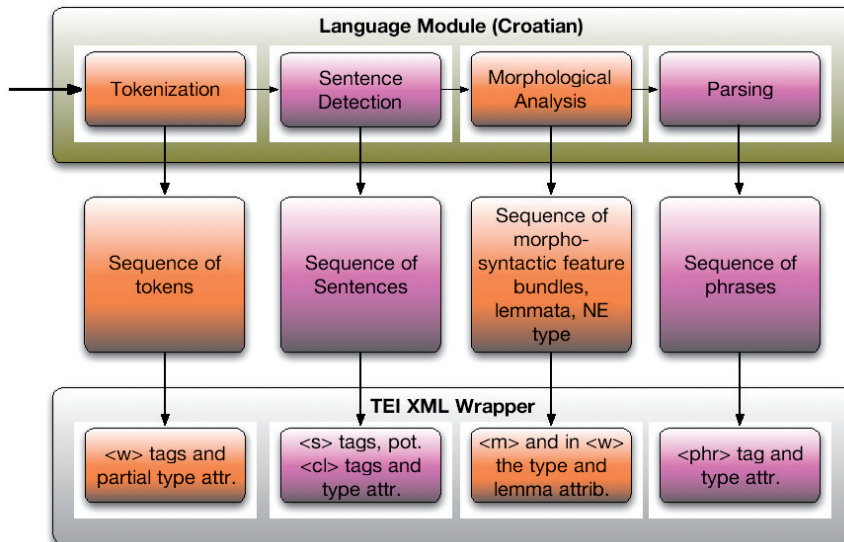 Language Module (Croatian)
Tokenization
Sentence
Detection
Morphological
Analysis
Parsing
Sequence of
tokens
Sequence of
Sentences
Sequence of
morpho-
syntactic feature
bundles,
lemmata, NE
type
Sequence of
phrases
TEI XML Wrapper
<w> tags and
partial type attr.
<s> tags, pot.
<cl> tags and
type attr.
<m> and in <w>
the type and
lemma attrib.
<phr> tag and
type attr.